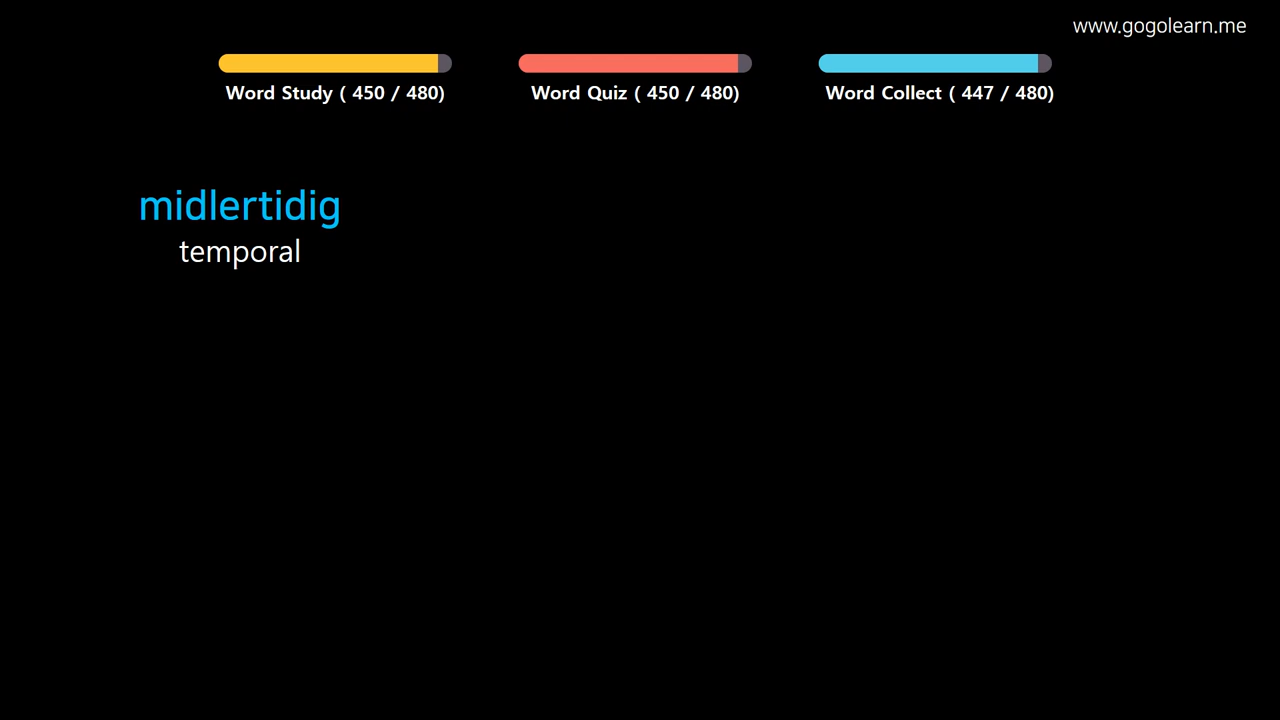 www.gogolearn.me
Word Study ( 450 / 480)
Word Quiz ( 450 / 480)
Word Collect ( 447 / 480)
midlertidig
temporal